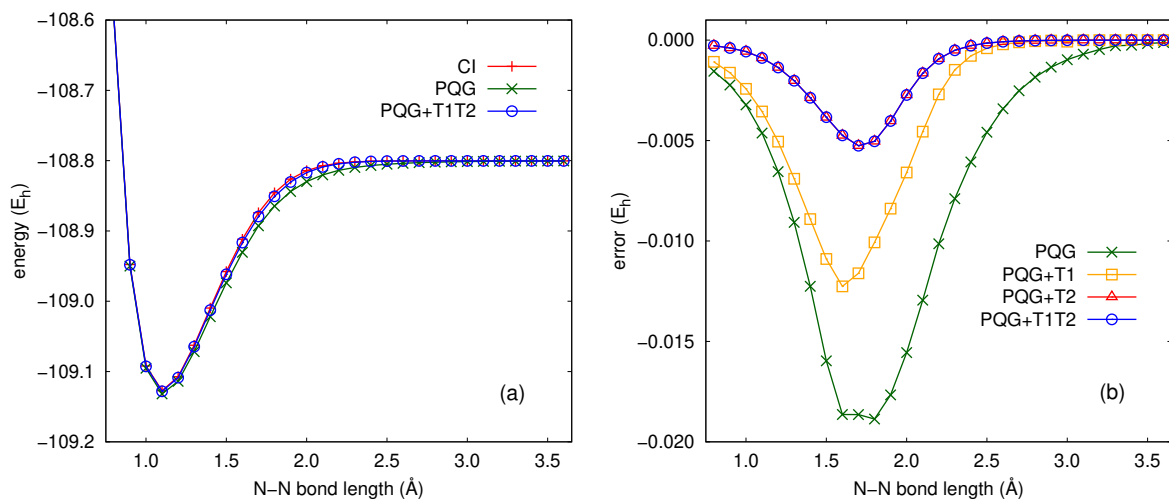 −108.6
−108.7
−108.8
−108.9
−109.0
−109.1
−109.2
energy (Eh)
CI
PQG
PQG+T1T2
(a)
1.0 1.5 2.0 2.5 3.0 3.5
N−N bond length (Å)
0.000
−0.005
−0.010
−0.015
−0.020
error (Eh)
PQG
PQG+T1
PQG+T2
PQG+T1T2
(b)
1.0 1.5 2.0 2.5 3.0 3.5
N−N bond length (Å)